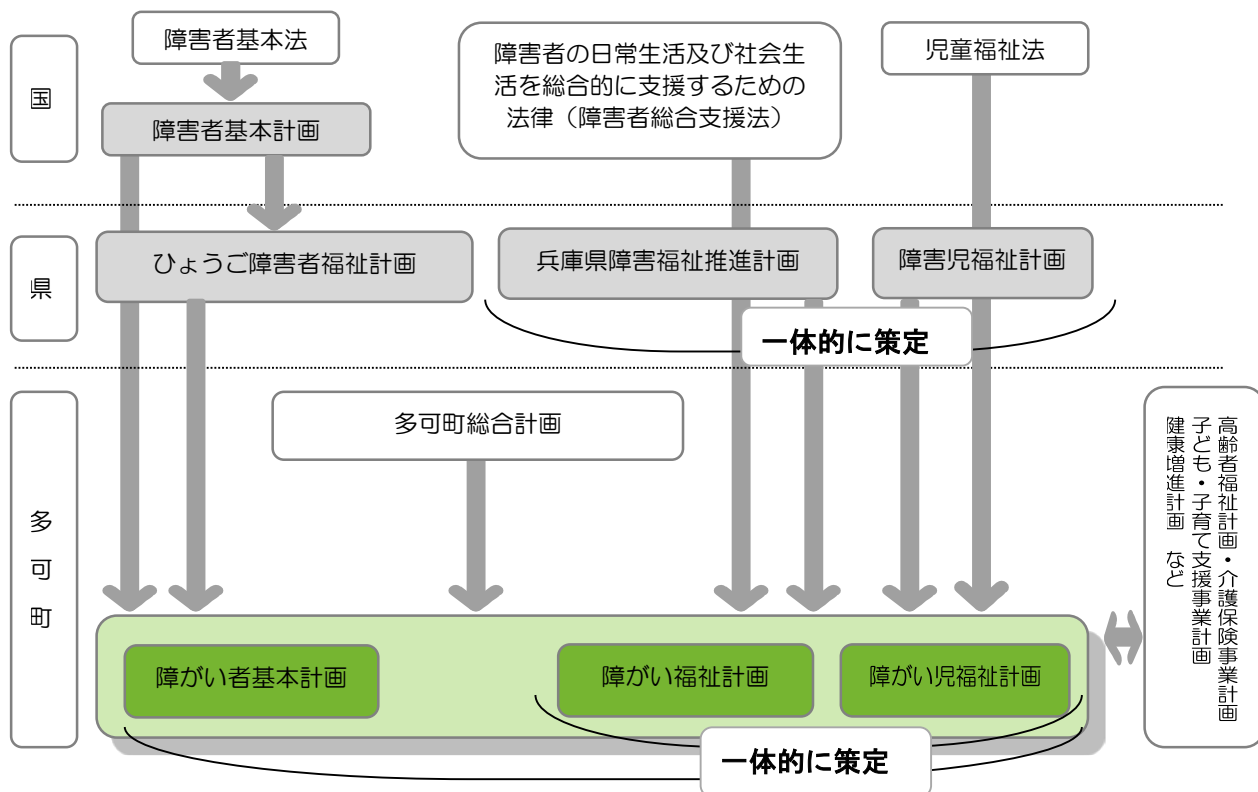 国
障害者基本法
障害者の日常生活及び社会生
活を総合的に支援するための
法律（障害者総合支援法）
児童福祉法
障害者基本計画
県
ひょうご障害者福祉計画
兵庫県障害福祉推進計画
障害児福祉計画
一体的に策定
多可町
多可町総合計画
高齢者福祉計画・介護保険事業計画
子ども・子育て支援事業計画
健康増進計画　など
障がい者基本計画
障がい福祉計画
障がい児福祉計画
一体的に策定